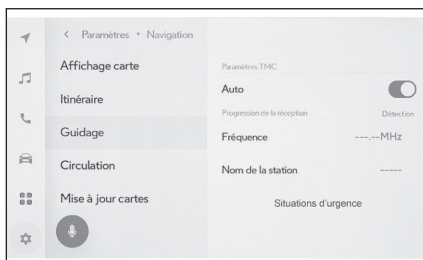 < Paramètres • Navigation
Affichage carte
Itinéraire
Guidage
Circulation
Mise à jour cartes
Paramètres TMC
Auto
Progression de la réception Détection
Fréquence ---.--MHz
Nom de la station -----
Situations d'urgence